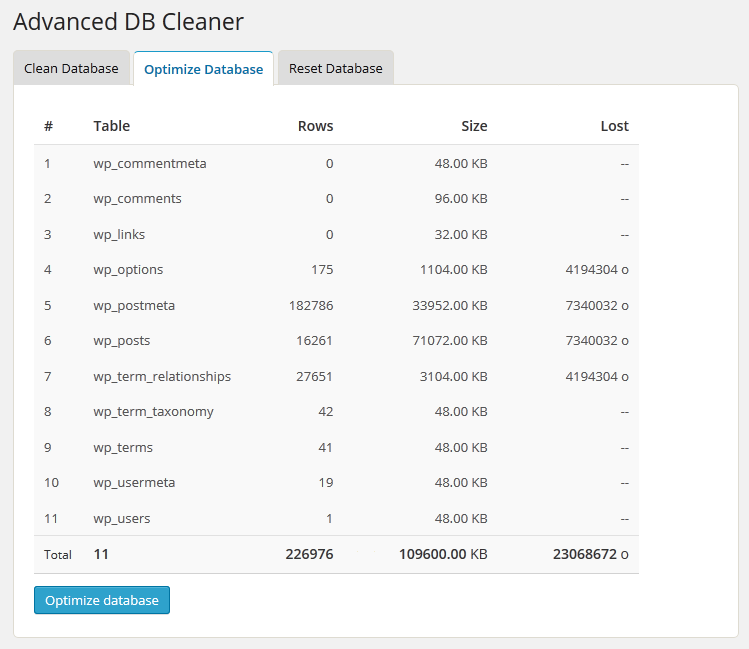 Advanced DB Cleaner
Clean Database Optimize Database Reset Database
# Table Rows Size Lost
1 wp_commentmeta 0 48.00 KB --
2 wp_comments 0 96.00 KB --
3 wp_links 0 32.00 KB --
4 wp_options 175 1104.00 KB 4194304 o
5 wp_postmeta 182786 33952.00 KB 7340032 o
6 wp_posts 16261 71072.00 KB 7340032 o
7 wp_term_relationships 27651 3104.00 KB 4194304 o
8 wp_term_taxonomy 42 48.00 KB --
9 wp_terms 41 48.00 KB --
10 wp_usermeta 19 48.00 KB --
11 wp_users 1 48.00 KB --
Total 11 226976 109600.00 KB 23068672 o
Optimize database